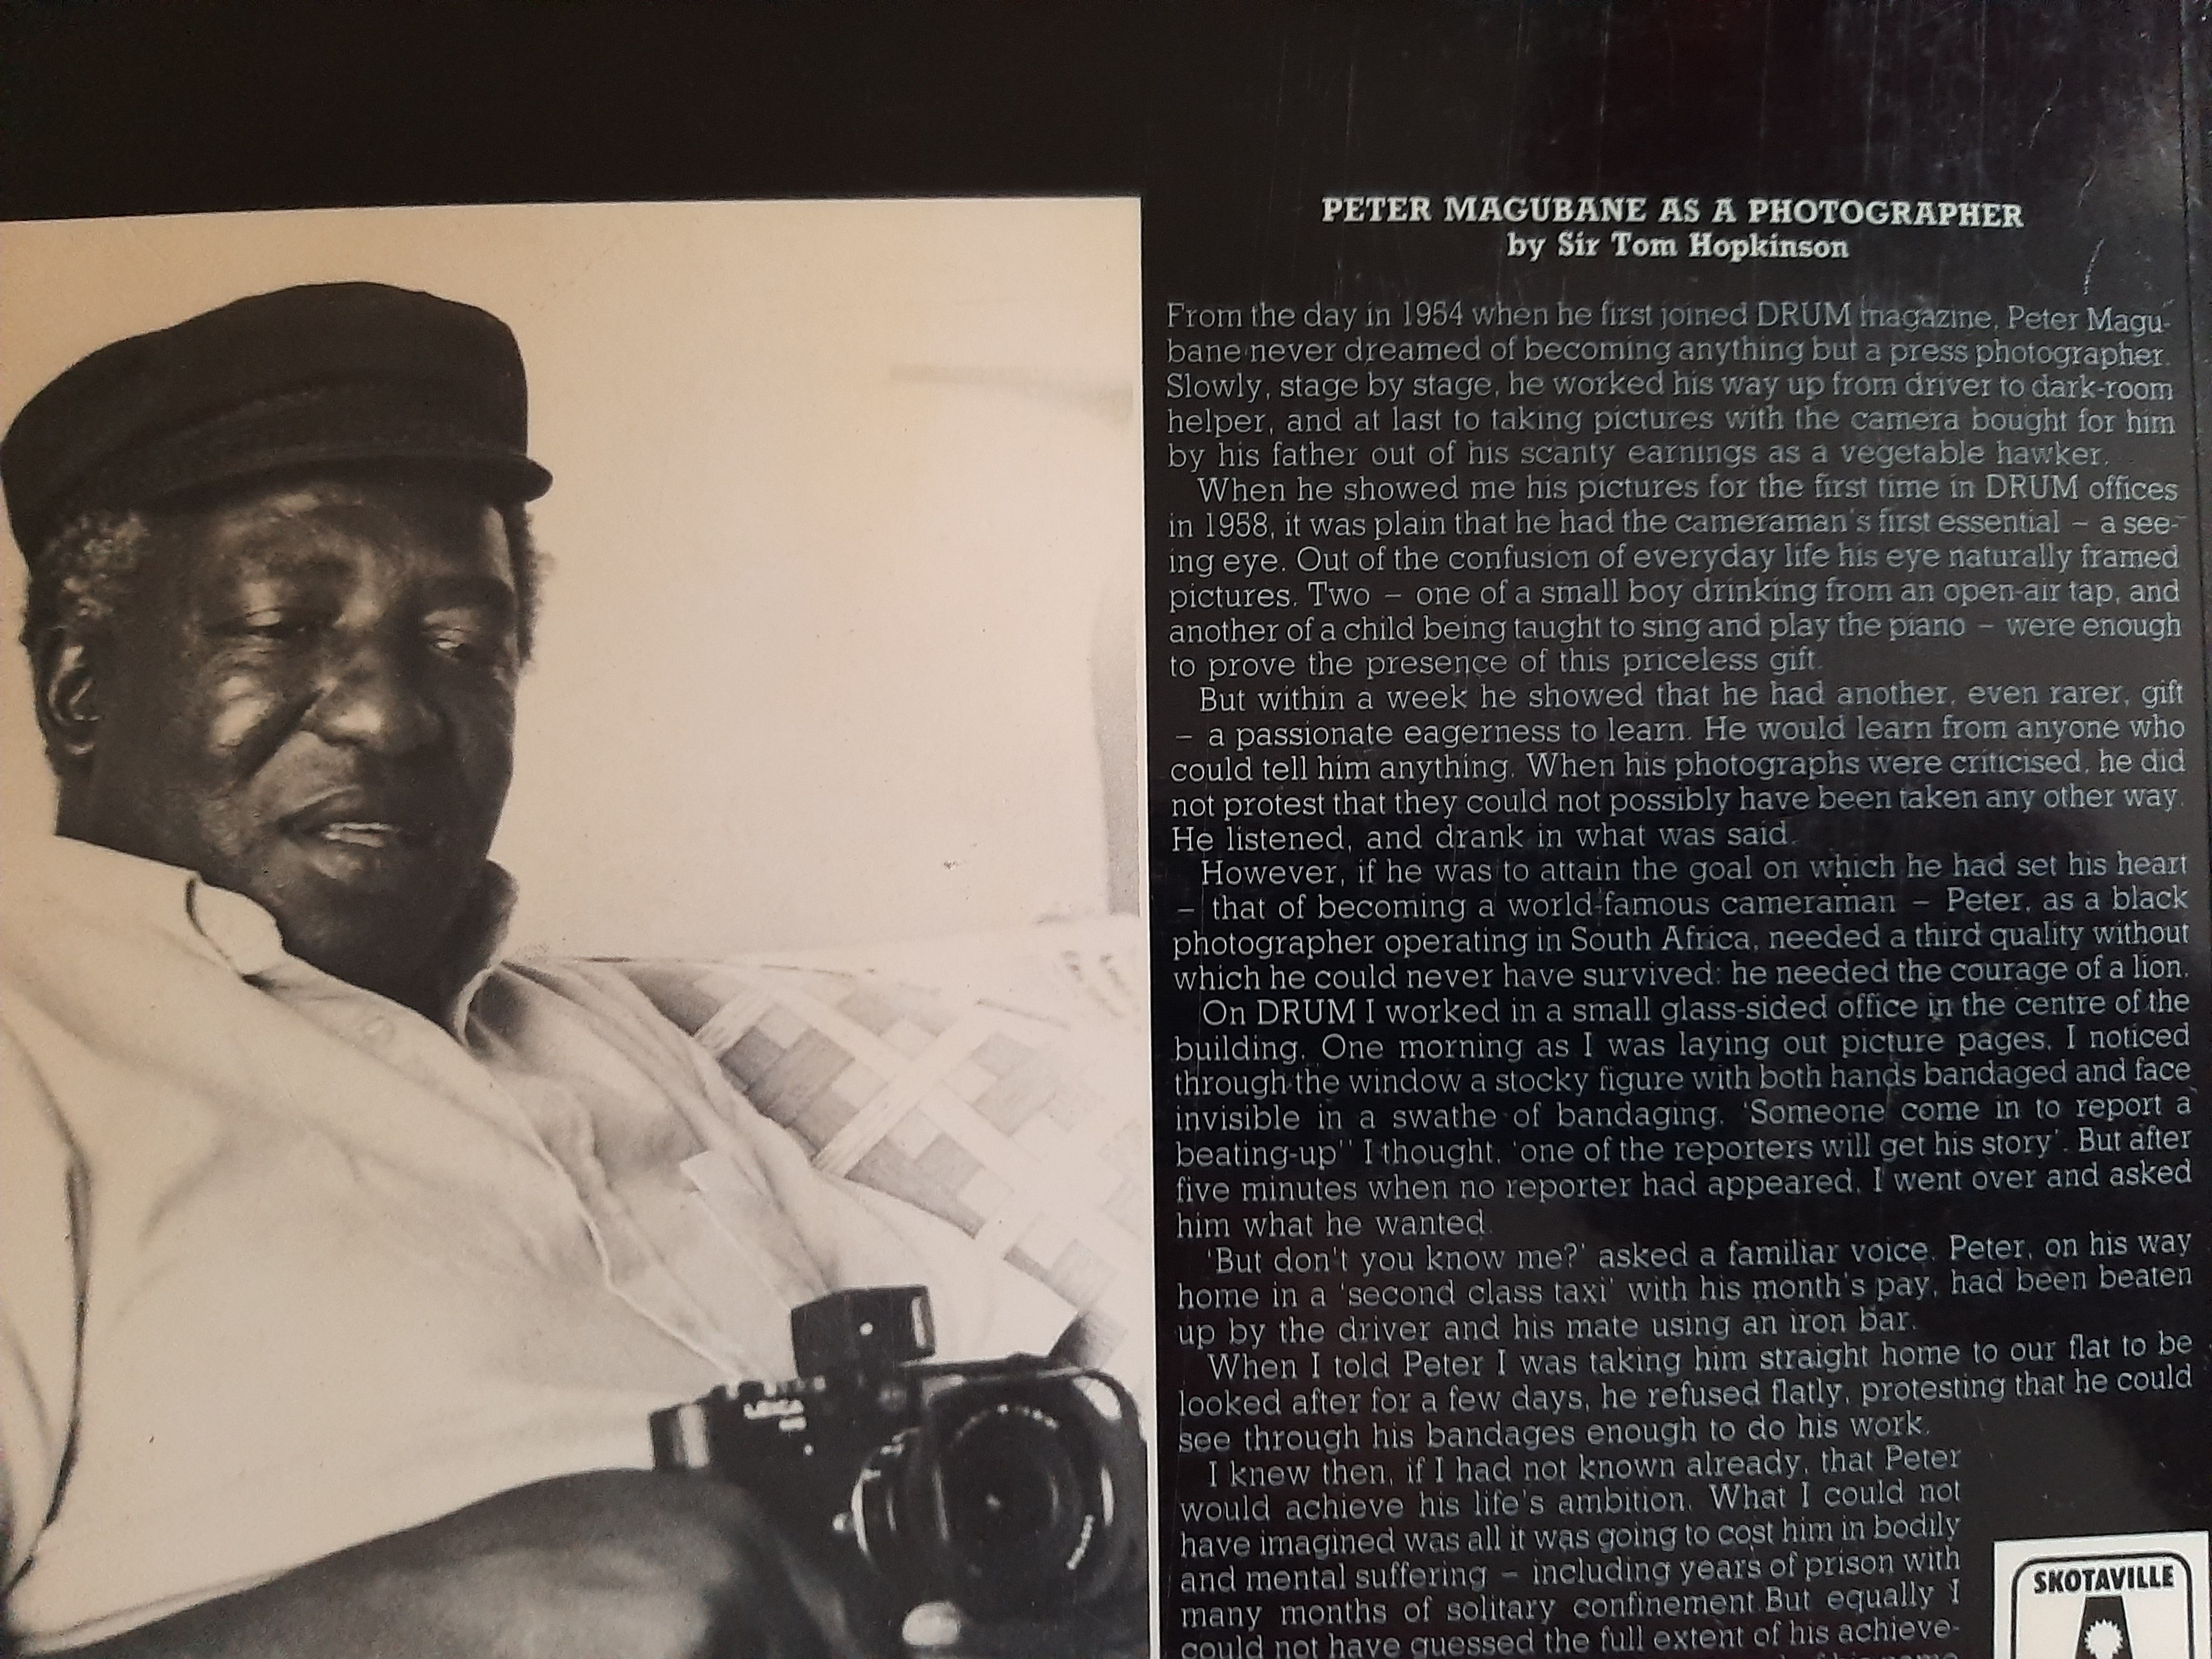 PETER MAGUBANE AS A PHOTOGRAPHER
by Sir Tom Hopkinson
From the day in 1954 when he first joined DRUM magazine, Peter Magu-
bane never dreamed of becoming anything but a press photographer.
Slowly, stage by stage, he worked his way up from driver to dark-room
helper, and at last to taking pictures with the camera bought for him
by his father out of his scanty earnings as a vegetable hawker.
When he showed me his pictures for the first time in DRUM offices
in 1958, it was plain that he had the cameraman's first essential – a see-
ing eye. Out of the confusion of everyday life his eye naturally framed
pictures. Two – one of a small boy drinking from an open-air tap, and
another of a child being taught to sing and play the piano – were enough
to prove the presence of this priceless gift.
But within a week he showed that he had another, even rarer, gift
– a passionate eagerness to learn. He would learn from anyone who
could tell him anything. When his photographs were criticised, he did
not protest that they could not possibly have been taken any other way.
He listened, and drank in what was said.
However, if he was to attain the goal on which he had set his heart
– that of becoming a world-famous cameraman – Peter, as a black
photographer operating in South Africa, needed a third quality without
which he could never have survived: he needed the courage of a lion.
On DRUM I worked in a small glass-sided office in the centre of the
building. One morning as I was laying out picture pages, I noticed
through the window a stocky figure with both hands bandaged and face
invisible in a swathe of bandaging. 'Someone come in to report a
beating-up'' I thought, 'one of the reporters will get his story'. But after
five minutes when no reporter had appeared, I went over and asked
him what he wanted.
'But don't you know me?' asked a familiar voice. Peter, on his way
home in a 'second class taxi' with his month's pay, had been beaten
up by the driver and his mate using an iron bar.
When I told Peter I was taking him straight home to our flat to be
looked after for a few days, he refused flatly, protesting that he could
see through his bandages enough to do his work.
I knew then, if I had not known already, that Peter
would achieve his life's ambition. What I could not
have imagined was all it was going to cost him in bodily
and mental suffering – including years of prison with
many months of solitary confinement. But equally I
could not have guessed the full extent of his achieve-
SKOTAVILLE
LEICA